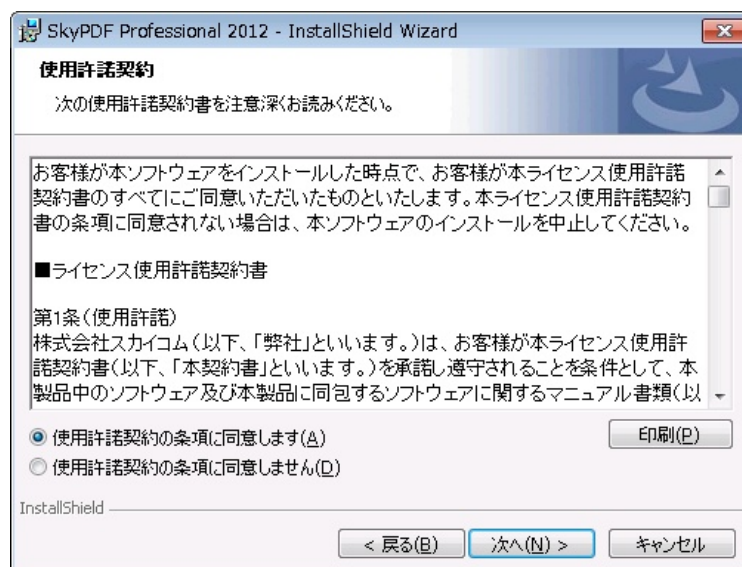 SkyPDF Professional 2012 - InstallShield Wizard
使用許諾契約
次の使用許諾契約書を注意深くお読みください。
お客様が本ソフトウェアをインストールした時点で、お客様が本ライセンス使用許諾
契約書のすべてにご同意いただいたものといたします。本ライセンス使用許諾契約
書の条項に同意されない場合は、本ソフトウェアのインストールを中止してください。
■ライセンス使用許諾契約書
第1条(使用許諾)
株式会社スカイコム(以下、「弊社」といいます。)は、お客様が本ライセンス使用許
諾契約書(以下、「本契約書」といいます。)を承諾し遵守されることを条件として、本
製品中のソフトウェア及び本製品に同包するソフトウェアに関するマニュアル書類(以
使用許諾契約の条項に同意します(A)
印刷(P)
使用許諾契約の条項に同意しません(D)
InstallShield
< 戻る(B)
次へ(N) >
キャンセル